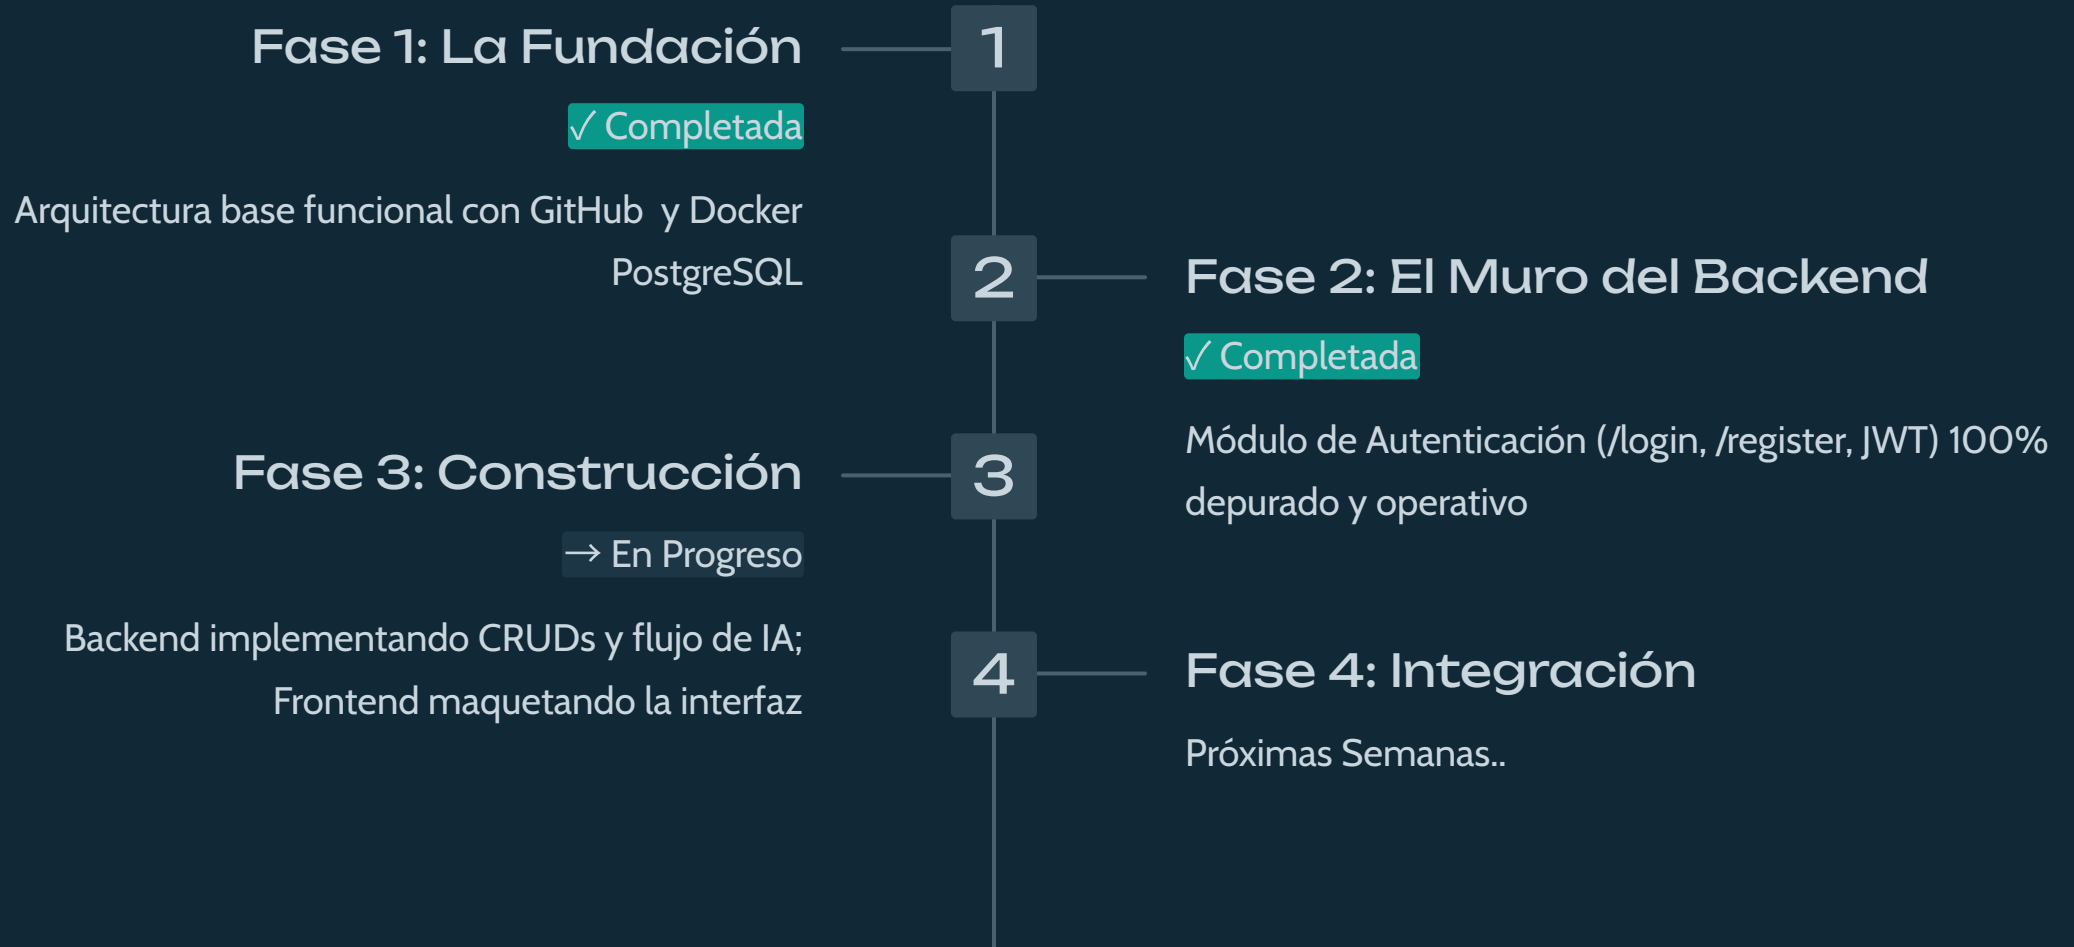 Fase 1: La Fundación
1
✓ Completada
Arquitectura base funcional con GitHub y Docker
PostgreSQL
2
Fase 2: El Muro del Backend
✓ Completada
Módulo de Autenticación (/login, /register, JWT) 100%
depurado y operativo
Fase 3: Construcción
3
→ En Progreso
Backend implementando CRUDs y flujo de IA;
Frontend maquetando la interfaz
4
Fase 4: Integración
Próximas Semanas..